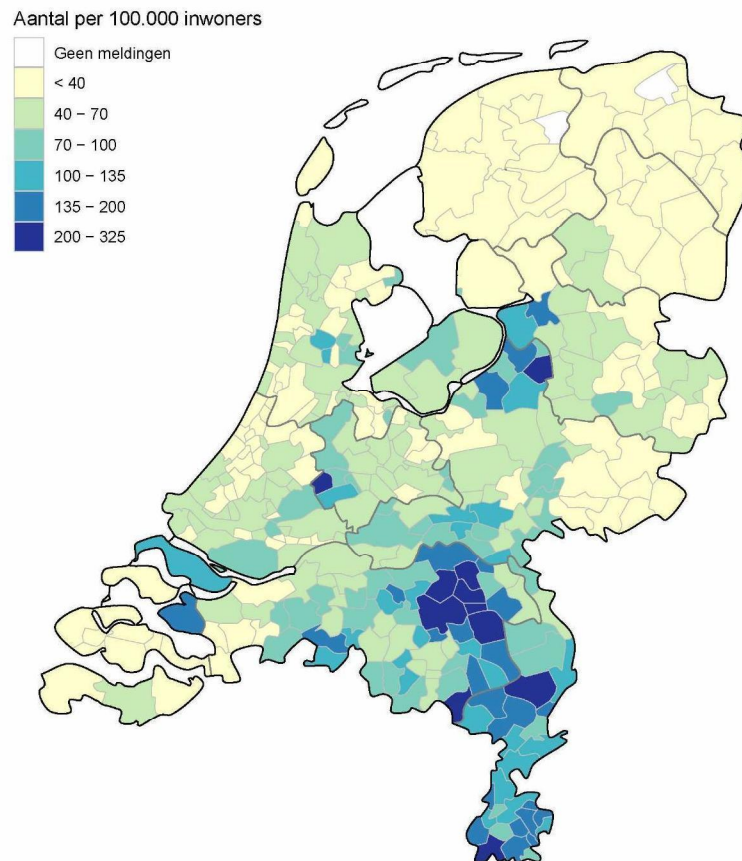 Aantal per 100.000 inwoners
Geen meldingen
< 40
40 – 70
70 – 100
100 – 135
135 – 200
200 – 325